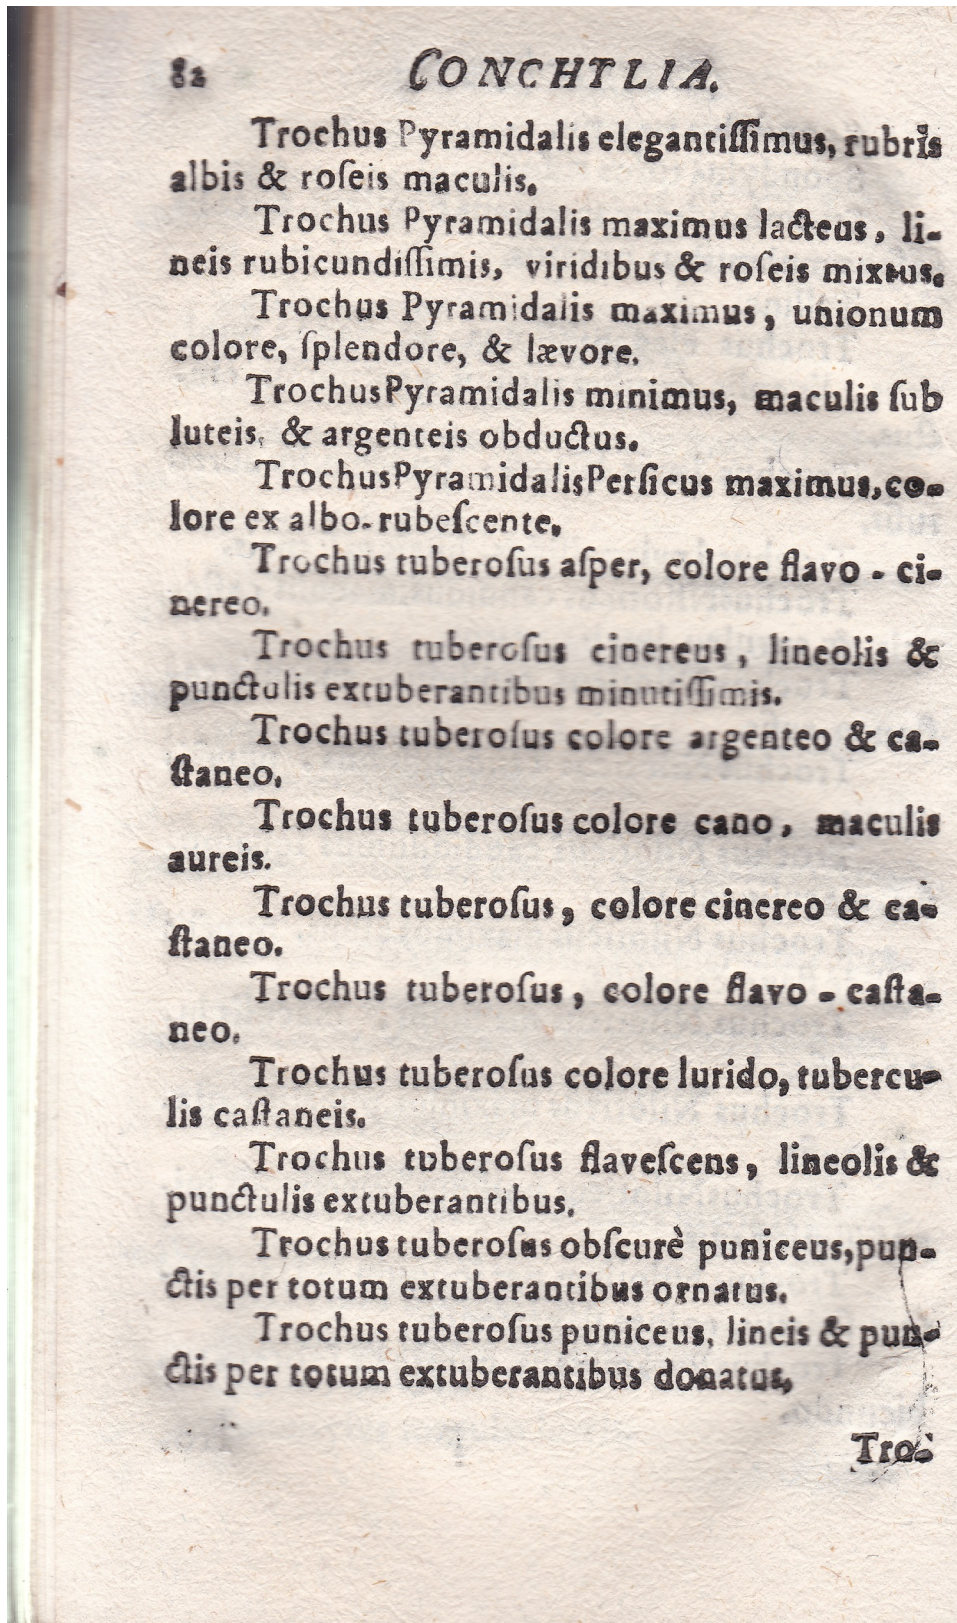 82 CONCHYLIA.
Trochus Pyramidalis elegantiſſimus, rubris
albis & roſeis maculis.
Trochus Pyramidalis maximus lacteus, li-
neis rubicundiſſimis, viridibus & roſeis mixtus.
Trochus Pyramidalis maximus, unionum
colore, ſplendore, & lævore.
Trochus Pyramidalis minimus, maculis ſub
luteis, & argenteis obductus.
Trochus Pyramidalis Perſicus maximus, co-
lore ex albo-rubeſcente.
Trochus tuberoſus aſper, colore flavo - ci-
nereo.
Trochus tuberoſus cinereus, lineolis &
punctulis extuberantibus minutiſſimis.
Trochus tuberoſus colore argenteo & ca-
ſtaneo.
Trochus tuberoſus colore cano, maculis
aureis.
Trochus tuberoſus, colore cinereo & ca-
ſtaneo.
Trochus tuberoſus, colore flavo - caſta-
neo.
Trochus tuberoſus colore lurido, tubercu-
lis caſtaneis.
Trochus tuberoſus flaveſcens, lineolis &
punctulis extuberantibus.
Trochus tuberoſus obſcurè puniceus, pun-
ctis per totum extuberantibus ornatus.
Trochus tuberoſus puniceus, lineis & pun-
ctis per totum extuberantibus donatus,
Tro-